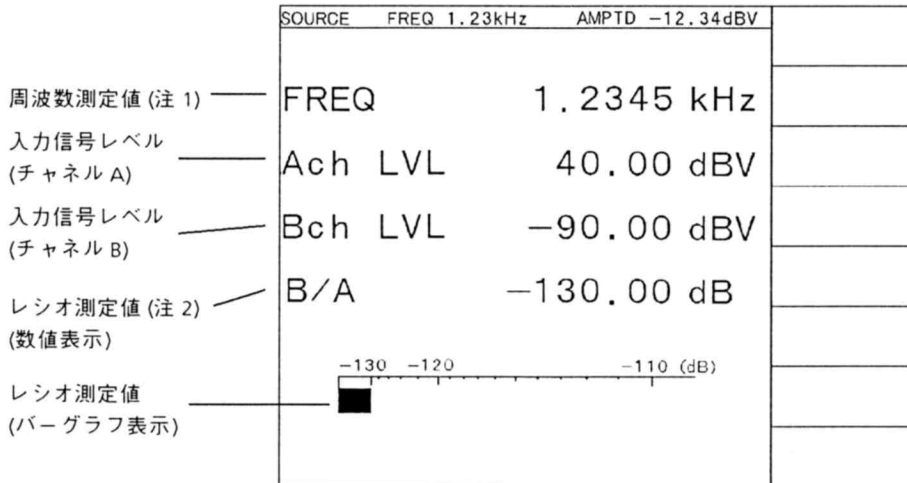 SOURCE FREQ 1.23kHz AMPTD −12.34dBV
周波数測定値 (注 1)
FREQ 1.2345 kHz
入力信号レベル
(チャネル A)
Ach LVL 40.00 dBV
入力信号レベル
(チャネル B)
Bch LVL −90.00 dBV
レシオ測定値 (注 2)
(数値表示)
B/A −130.00 dB
−130 −120 −110 (dB)
レシオ測定値
(バーグラフ表示)